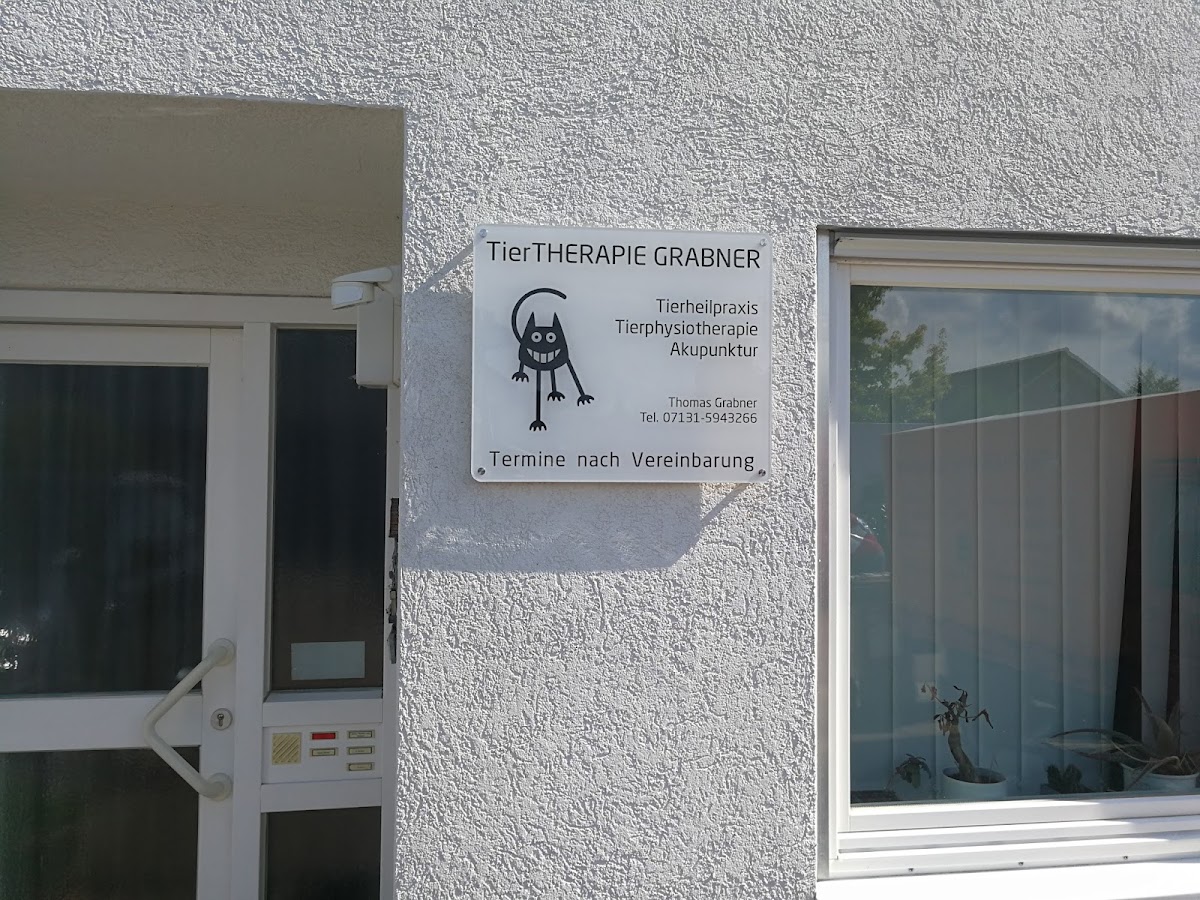 TierTHERAPIE GRABNER
Tierheilpraxis
Tierphysiotherapie
Akupunktur
Thomas Grabner
Tel. 07131-5943266
Termine nach Vereinbarung